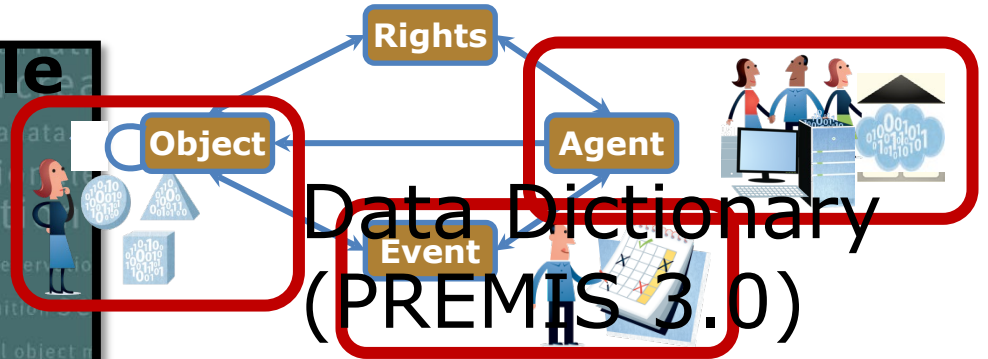 Rights
le
Object
Agent
Data Dictionary
Event
(PREMIS 3.0)